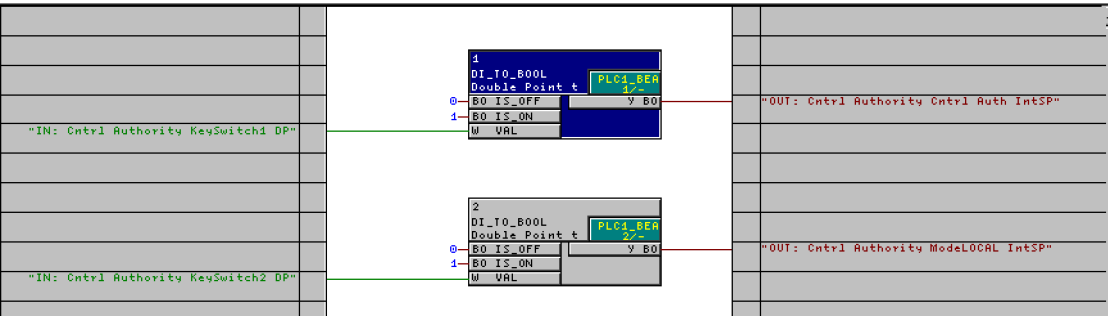 1
DI_TO_BOOL
Double Point t
PLC1_BEA
1/-
0
BO IS_OFF
Y BO
"OUT: Cntrl Authority Cntrl Auth IntSP"
1
BO IS_ON
"IN: Cntrl Authority KeySwitch1 DP"
W VAL
2
DI_TO_BOOL
Double Point t
PLC1_BEA
2/-
0
BO IS_OFF
Y BO
"OUT: Cntrl Authority ModeLOCAL IntSP"
1
BO IS_ON
"IN: Cntrl Authority KeySwitch2 DP"
W VAL